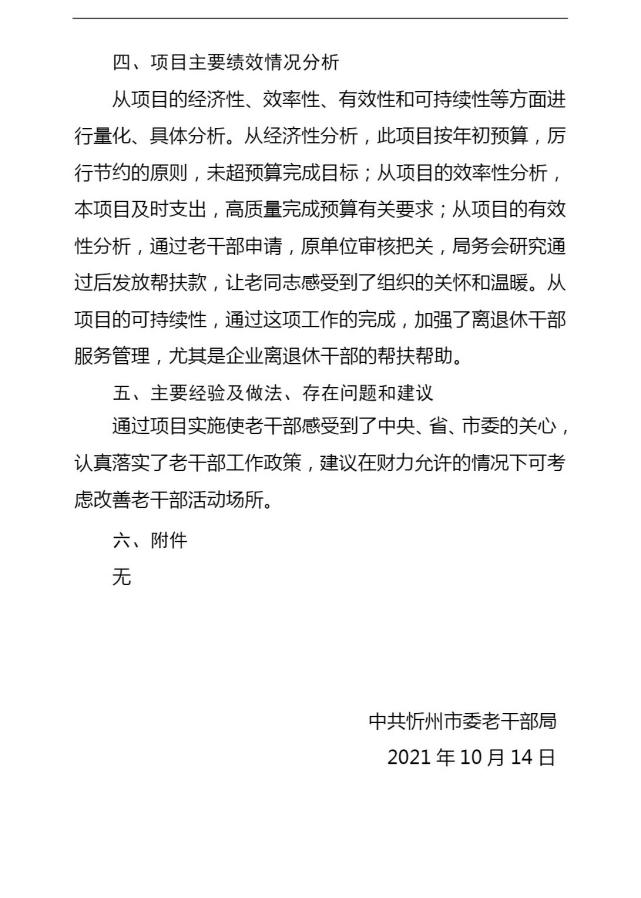 四、项目主要绩效情况分析
从项目的经济性、效率性、有效性和可持续性等方面进
行量化、具体分析。从经济性分析，此项目按年初预算，厉
行节约的原则，未超预算完成目标；从项目的效率性分析，
本项目及时支出，高质量完成预算有关要求；从项目的有效
性分析，通过老干部申请，原单位审核把关，局务会研究通
过后发放帮扶款，让老同志感受到了组织的关怀和温暖。从
项目的可持续性，通过这项工作的完成，加强了离退休干部
服务管理，尤其是企业离退休干部的帮扶帮助。
五、主要经验及做法、存在问题和建议
通过项目实施使老干部感受到了中央、省、市委的关心，
认真落实了老干部工作政策，建议在财力允许的情况下可考
虑改善老干部活动场所。
六、附件
无
中共忻州市委老干部局
2021 年 10 月 14 日